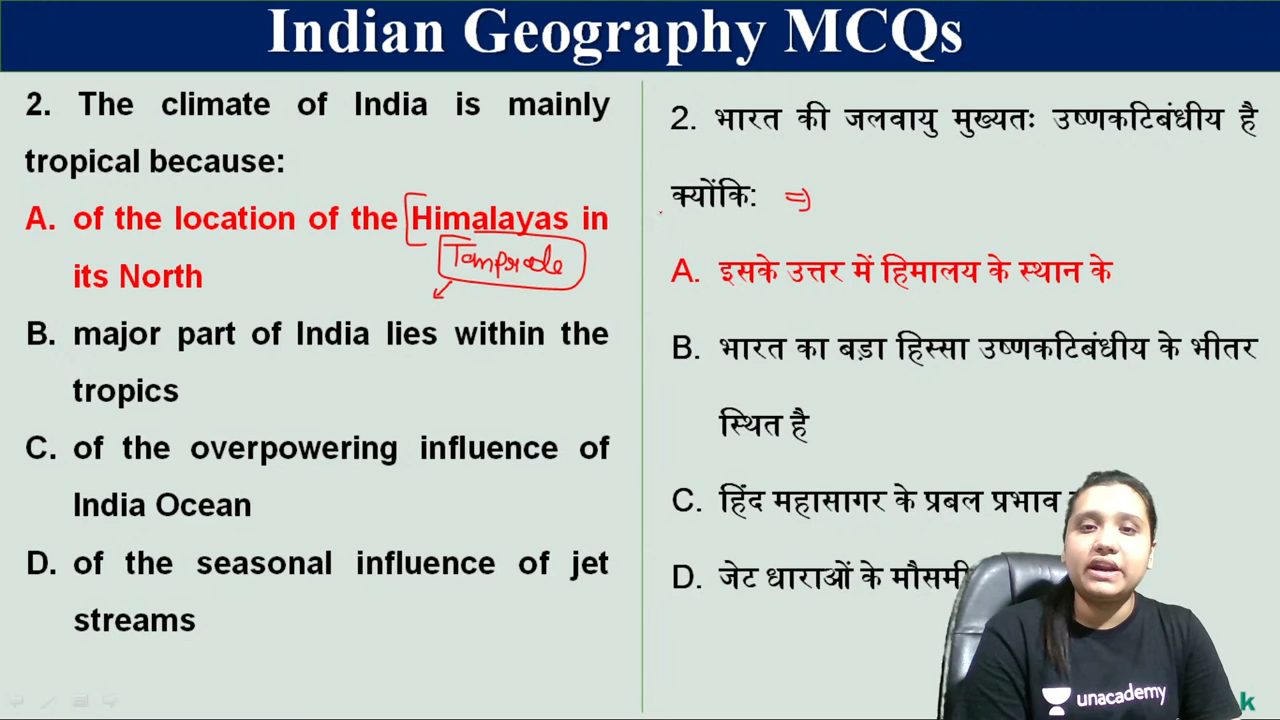 Indian Geography MCQs
2. The climate of India is mainly
tropical because:
A. of the location of the Himalayas in
its North
B. major part of India lies within the
tropics
C. of the overpowering influence of
India Ocean
D. of the seasonal influence of jet
streams
2. भारत की जलवायु मुख्यतः उष्णकटिबंधीय है
क्योंकि:
A. इसके उत्तर में हिमालय के स्थान के
B. भारत का बड़ा हिस्सा उष्णकटिबंधीय के भीतर
स्थित है
C. हिंद महासागर के प्रबल प्रभाव
D. जेट धाराओं के मौसमी
unacademy
k